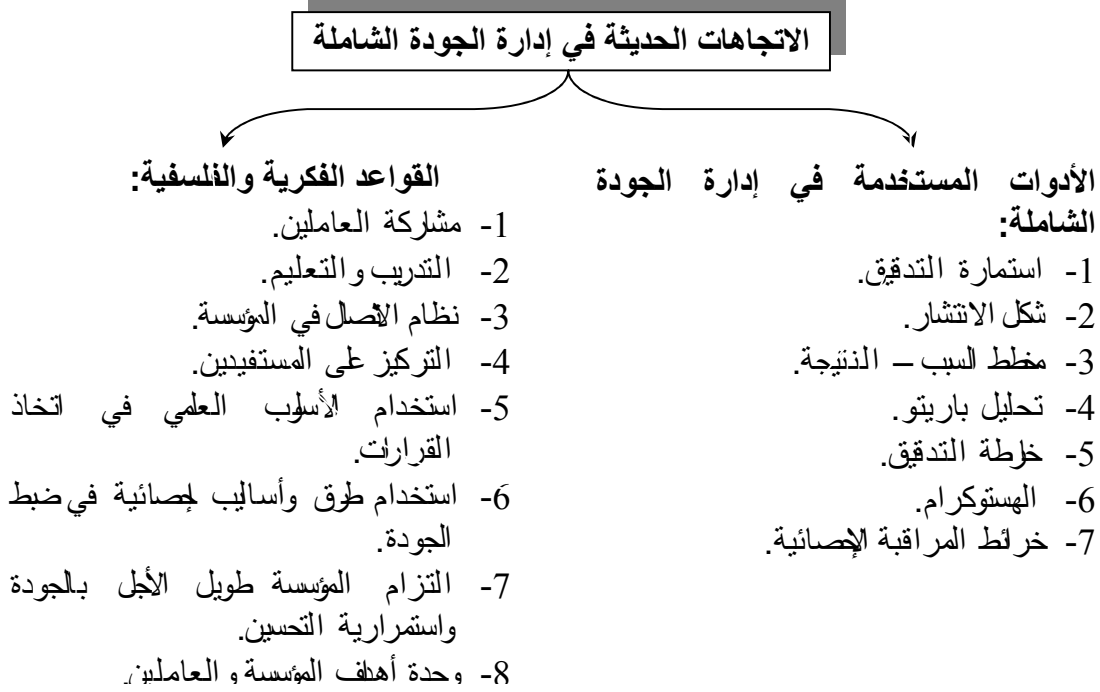 الاتجاهات الحديثة في إدارة الجودة الشاملة
الأدوات المستخدمة في إدارة الجودة
الشاملة:
1- استمارة التدقيق.
2- شكل الانتشار.
3- مخطط السبب – النتيجة.
4- تحليل باريتو.
5- خارطة التدقيق.
6- الهستوكرام.
7- خرائط المراقبة الإحصائية.
القواعد الفكرية والفلسفية:
1- مشاركة العاملين.
2- التدريب والتعليم.
3- نظام الاتصال في المؤسسة.
4- التركيز على المستفيدين.
5- استخدام الأسلوب العلمي في اتخاذ
القرارات.
6- استخدام طرق وأساليب إحصائية في ضبط
الجودة.
7- التزام المؤسسة طويل الأجل بالجودة
واستمرارية التحسين.
8- وحدة أهداف المؤسسة والعاملين.